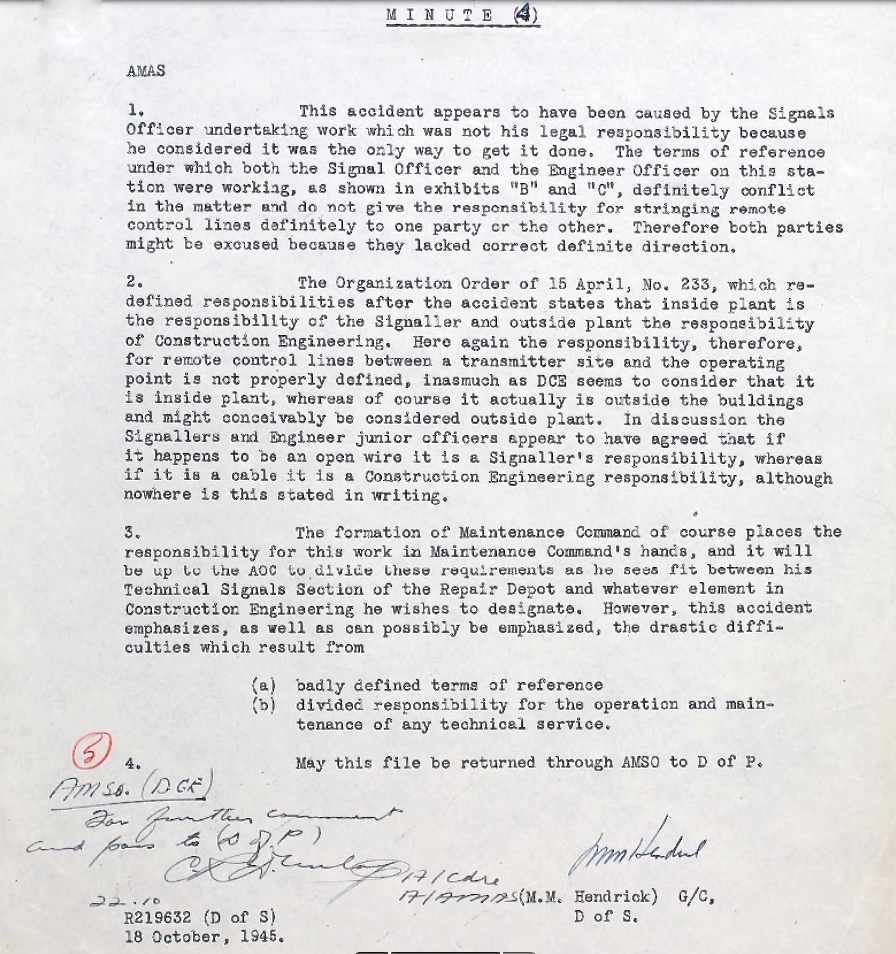 MINUTE (4)
AMAS
1. This accident appears to have been caused by the Signals
Officer undertaking work which was not his legal responsibility because
he considered it was the only way to get it done. The terms of reference
under which both the Signal Officer and the Engineer Officer on this sta-
tion were working, as shown in exhibits "B" and "C", definitely conflict
in the matter and do not give the responsibility for stringing remote
control lines definitely to one party or the other. Therefore both parties
might be excused because they lacked correct definite direction.
2. The Organization Order of 15 April, No. 233, which re-
defined responsibilities after the accident states that inside plant is
the responsibility of the Signaller and outside plant the responsibility
of Construction Engineering. Here again the responsibility, therefore,
for remote control lines between a transmitter site and the operating
point is not properly defined, inasmuch as DCE seems to consider that it
is inside plant, whereas of course it actually is outside the buildings
and might conceivably be considered outside plant. In discussion the
Signallers and Engineer junior officers appear to have agreed that if
it happens to be an open wire it is a Signaller's responsibility, whereas
if it is a cable it is a Construction Engineering responsibility, although
nowhere is this stated in writing.
3. The formation of Maintenance Command of course places the
responsibility for this work in Maintenance Command's hands, and it will
be up to the AOC to divide these requirements as he sees fit between his
Technical Signals Section of the Repair Depot and whatever element in
Construction Engineering he wishes to designate. However, this accident
emphasizes, as well as can possibly be emphasized, the drastic diffi-
culties which result from
(a) badly defined terms of reference
(b) divided responsibility for the operation and main-
tenance of any technical service.
4. May this file be returned through AMSO to D of P.
5
AMSO. (DCE)
For further comment
and pass to (D of P)
A/Cdre
A/AMAS
22.10
(M.M. Hendrick) G/C,
D of S.
R219632 (D of S)
18 October, 1945.